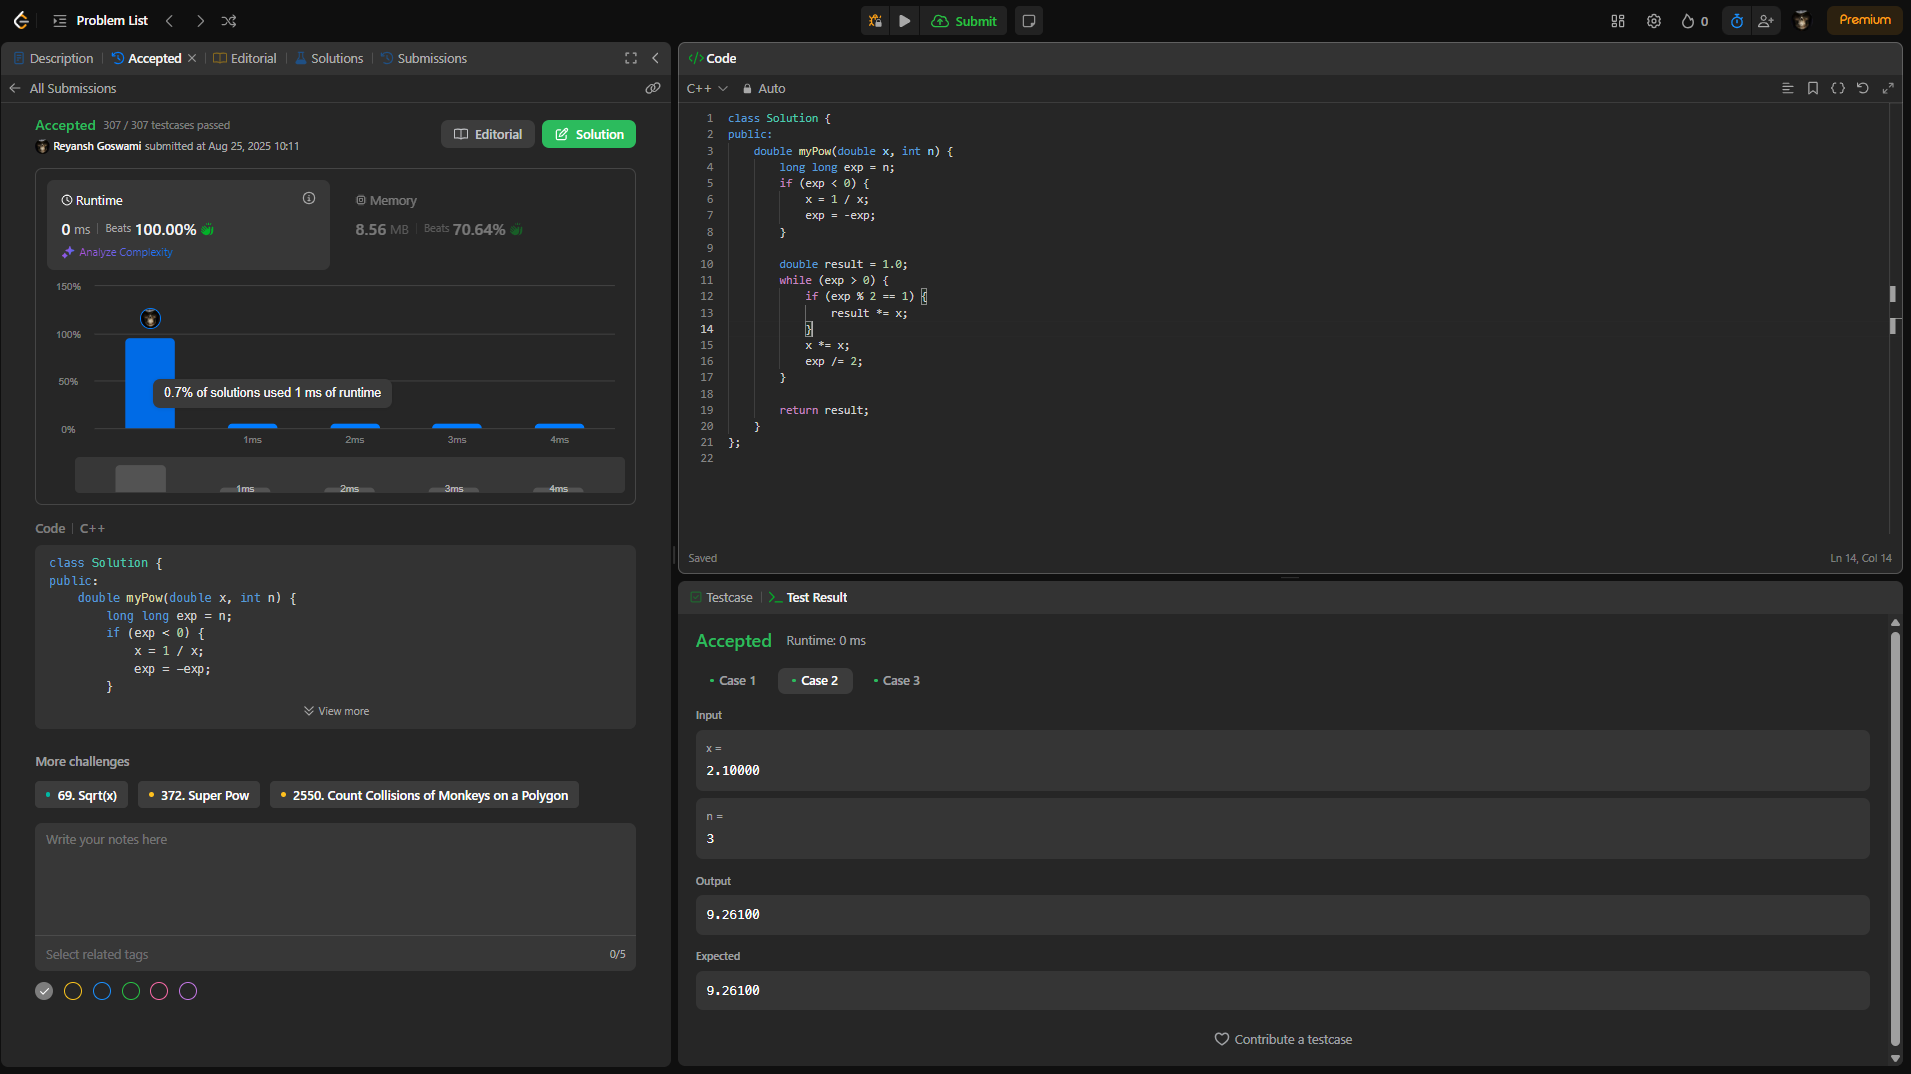 Problem List
Submit
0
Premium
Description
Accepted
Editorial
Solutions
Submissions
All Submissions
Accepted 307 / 307 testcases passed
Reyansh Goswami submitted at Aug 25, 2025 10:11
Editorial
Solution
Runtime
0 ms | Beats 100.00%
Analyze Complexity
Memory
8.56 MB | Beats 70.64%
150%
100%
50%
0%
0.7% of solutions used 1 ms of runtime
1ms 2ms 3ms 4ms
1ms 2ms 3ms 4ms
Code | C++
class Solution {
public:
    double myPow(double x, int n) {
        long long exp = n;
        if (exp < 0) {
            x = 1 / x;
            exp = -exp;
        }
View more
More challenges
69. Sqrt(x)
372. Super Pow
2550. Count Collisions of Monkeys on a Polygon
Write your notes here
Select related tags
0/5
</> Code
C++
Auto
1 class Solution {
2 public:
3     double myPow(double x, int n) {
4         long long exp = n;
5         if (exp < 0) {
6             x = 1 / x;
7             exp = -exp;
8         }
9
10         double result = 1.0;
11         while (exp > 0) {
12             if (exp % 2 == 1) {
13                 result *= x;
14             }
15             x *= x;
16             exp /= 2;
17         }
18
19         return result;
20     }
21 };
22
Saved
Ln 14, Col 14
Testcase
Test Result
Accepted Runtime: 0 ms
Case 1
Case 2
Case 3
Input
x =
2.10000
n =
3
Output
9.26100
Expected
9.26100
Contribute a testcase